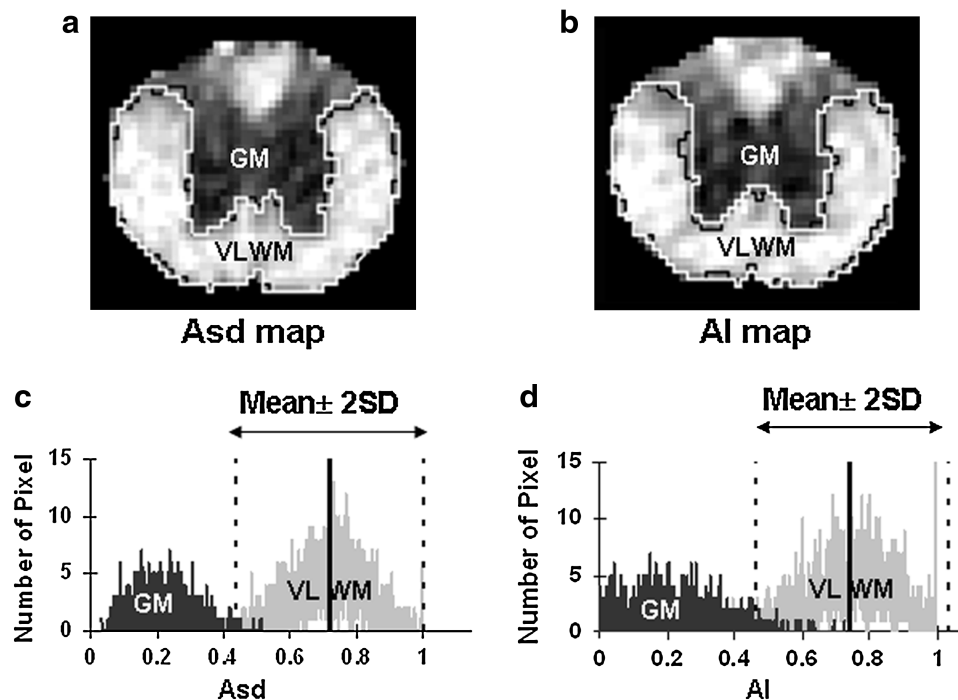 a
b
GM
GM
VLWM
VLWM
Asd map
AI map
c
d
Mean± 2SD
Mean± 2SD
Number of Pixel
15
10
5
0
GM
VL WM
0 0.2 0.4 0.6 0.8 1
Asd
Number of Pixel
15
10
5
0
GM
VL WM
0 0.2 0.4 0.6 0.8 1
AI